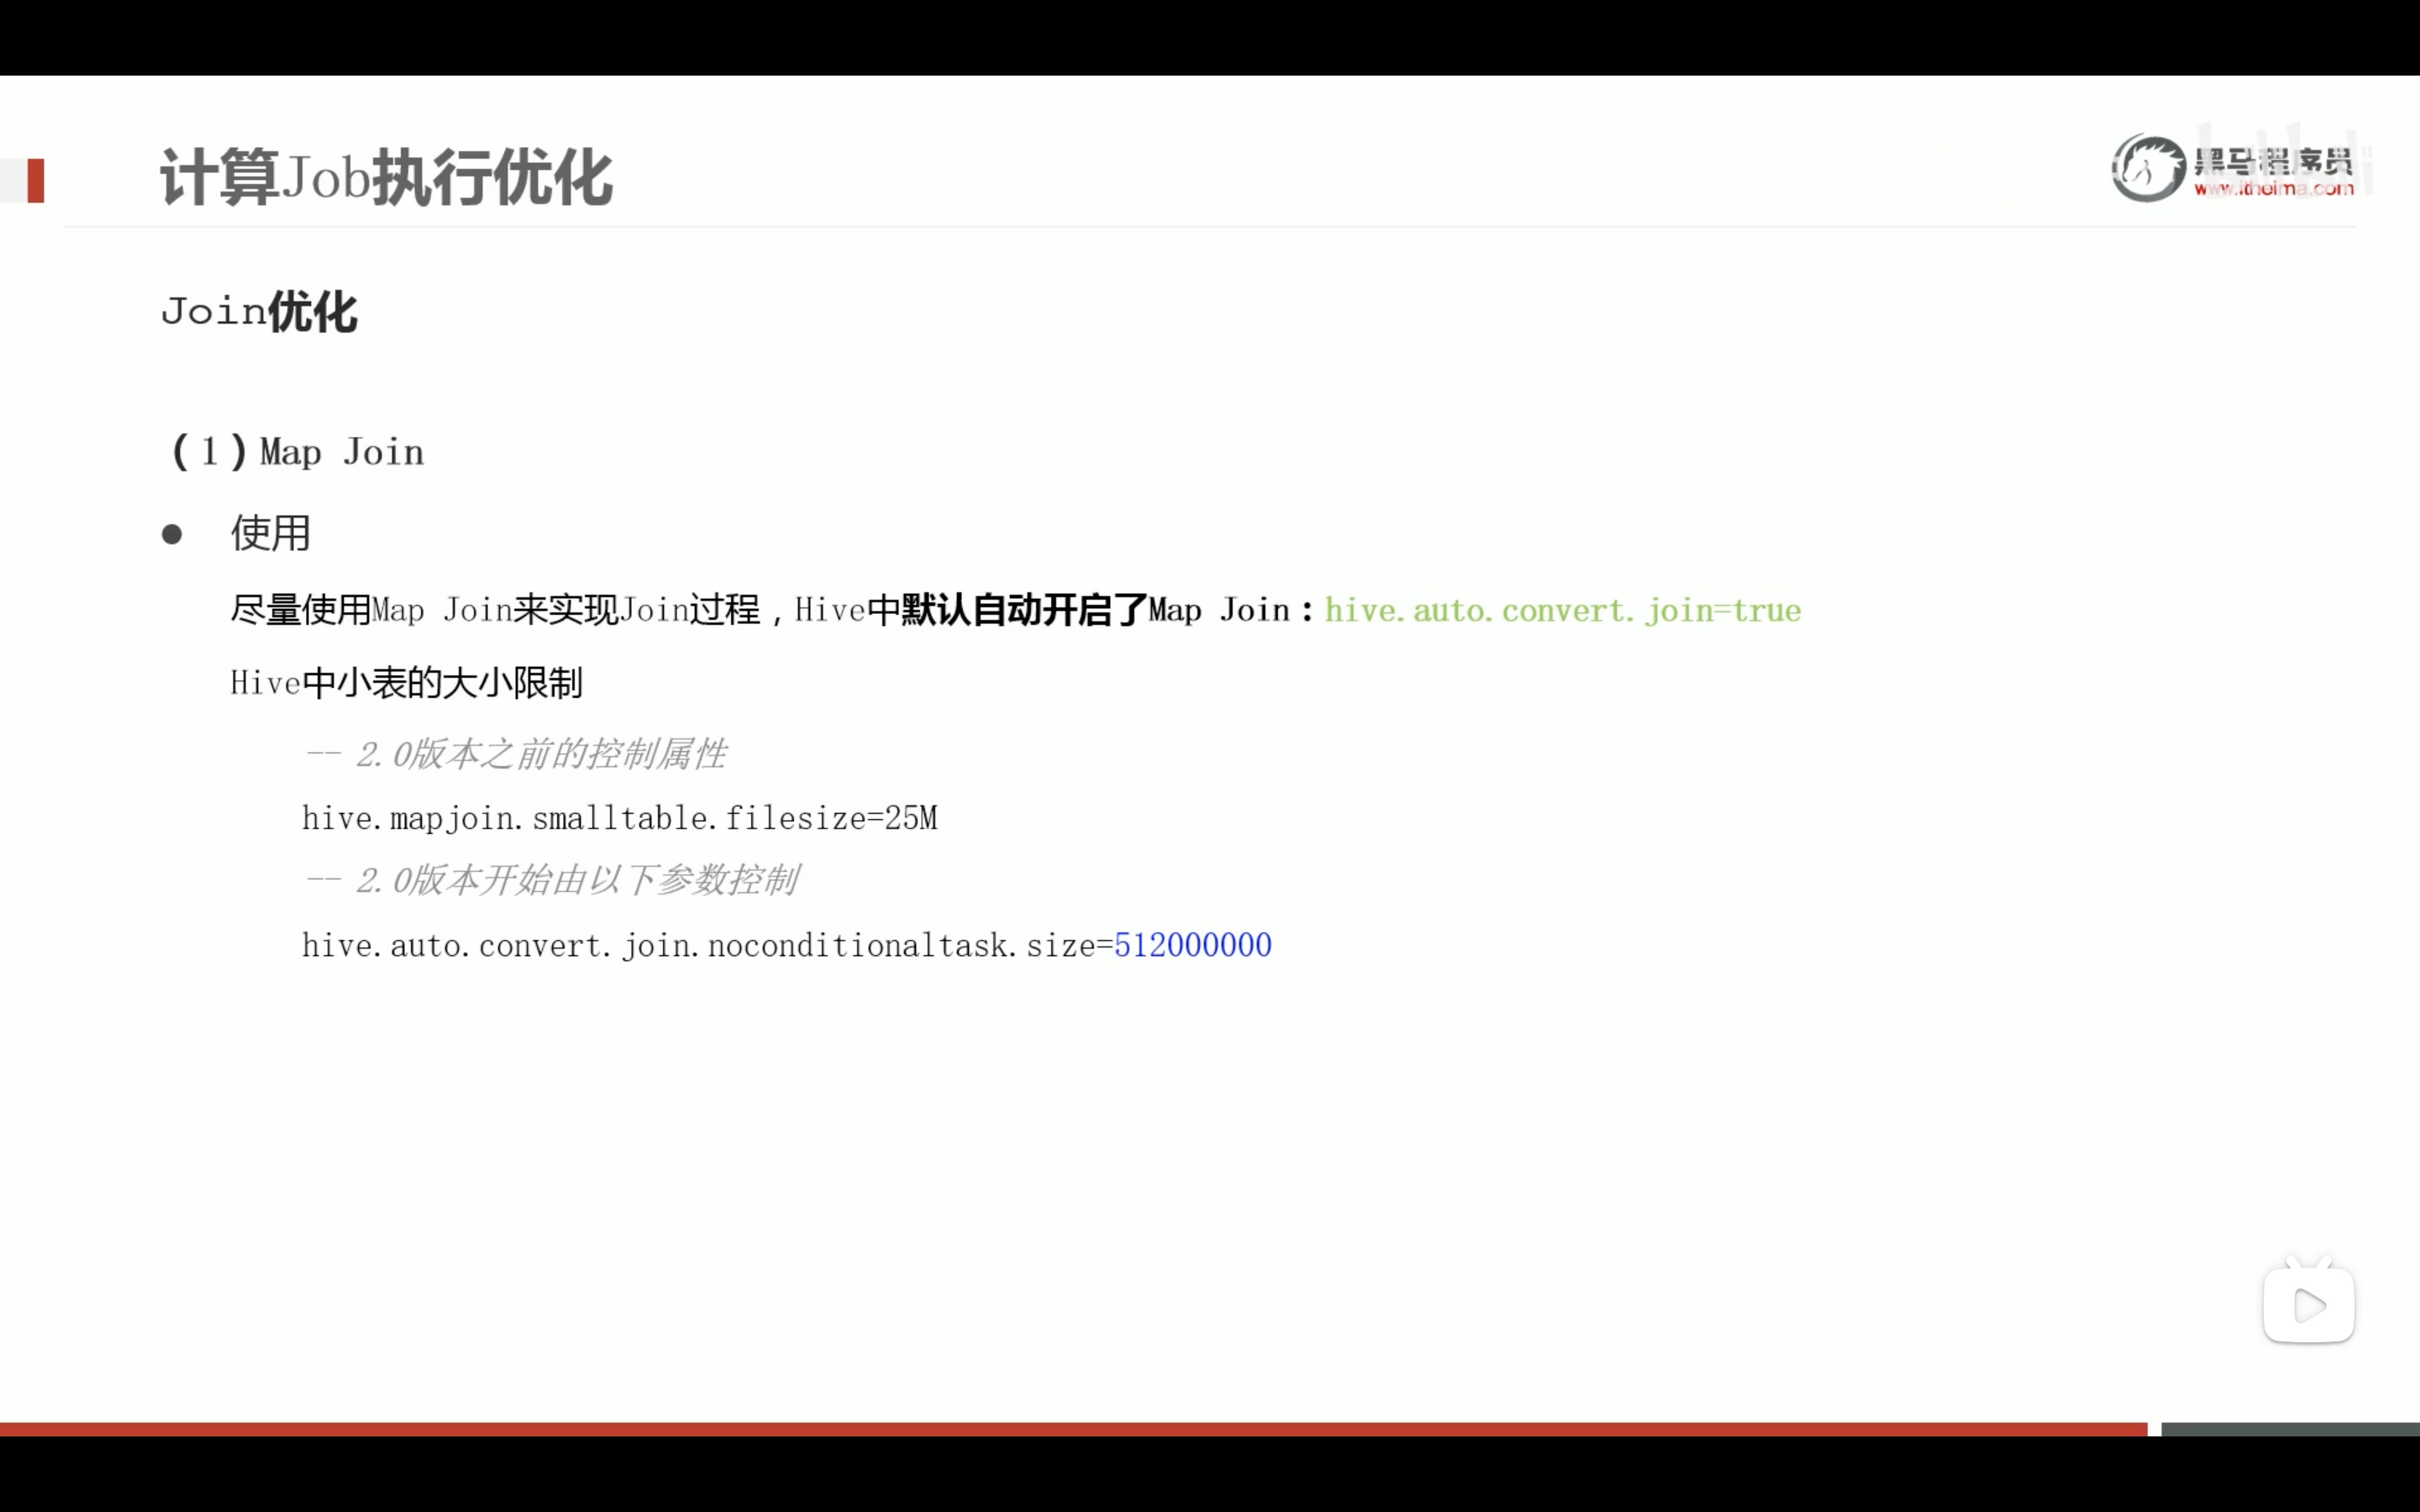 计算Job执行优化
黑马程序员
www.itheima.com
Join优化
（1）Map Join
● 使用
尽量使用Map Join来实现Join过程，Hive中默认自动开启了Map Join：hive.auto.convert.join=true
Hive中小表的大小限制
-- 2.0版本之前的控制属性
hive.mapjoin.smalltable.filesize=25M
-- 2.0版本开始由以下参数控制
hive.auto.convert.join.noconditionaltask.size=512000000